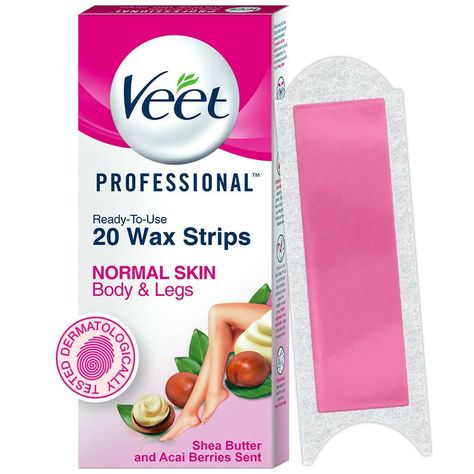 PROFESSIONAL
Veet
PROFESSIONAL™
Ready-To-Use
20 Wax Strips
NORMAL SKIN
Body & Legs
DERMATOLOGICALLY
TESTED
Shea Butter
and Acai Berries Sent